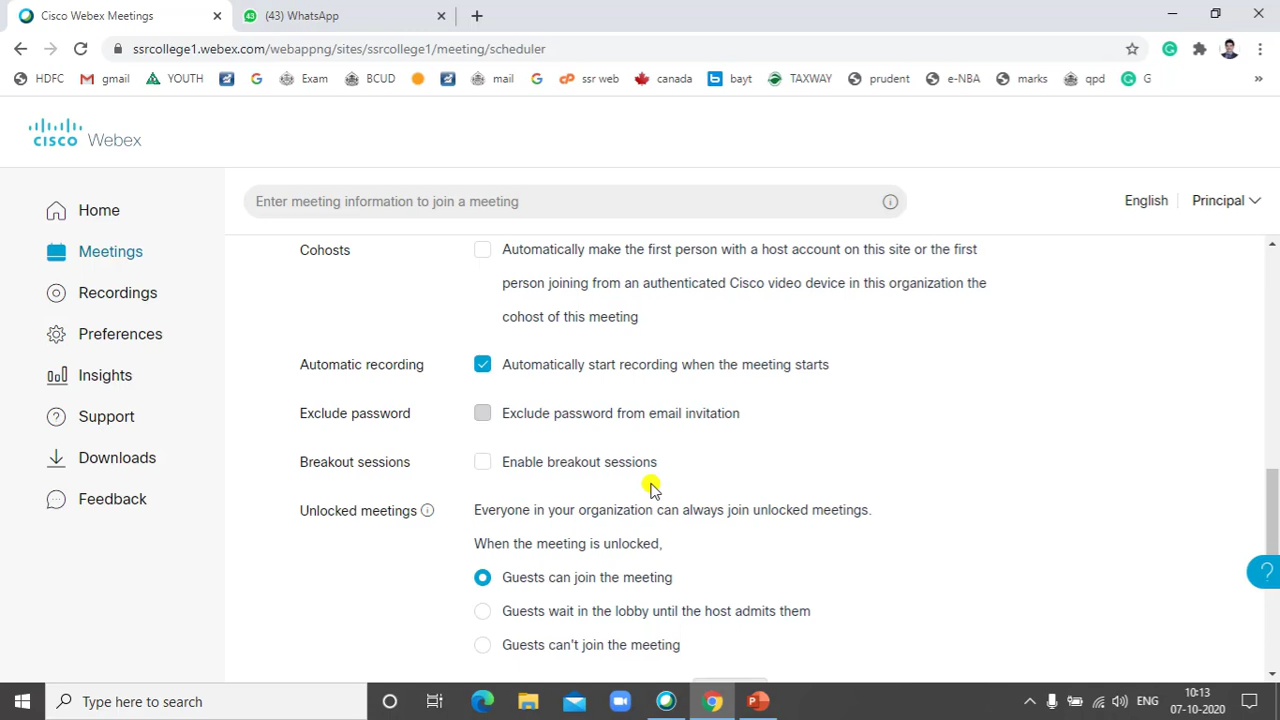 Cisco Webex Meetings
(43) WhatsApp
ssrcollege1.webex.com/webappng/sites/ssrcollege1/meeting/scheduler
HDFC
gmail
YOUTH
Exam
BCUD
mail
ssr web
canada
bayt
TAXWAY
prudent
e-NBA
marks
qpd
G
»
CISCO Webex
Enter meeting information to join a meeting
English
Principal
Home
Meetings
Recordings
Preferences
Insights
Support
Downloads
Feedback
Cohosts
Automatically make the first person with a host account on this site or the first
person joining from an authenticated Cisco video device in this organization the
cohost of this meeting
Automatic recording
Automatically start recording when the meeting starts
Exclude password
Exclude password from email invitation
Breakout sessions
Enable breakout sessions
Unlocked meetings
Everyone in your organization can always join unlocked meetings.
When the meeting is unlocked,
Guests can join the meeting
Guests wait in the lobby until the host admits them
Guests can't join the meeting
Type here to search
ENG
10:13
07-10-2020